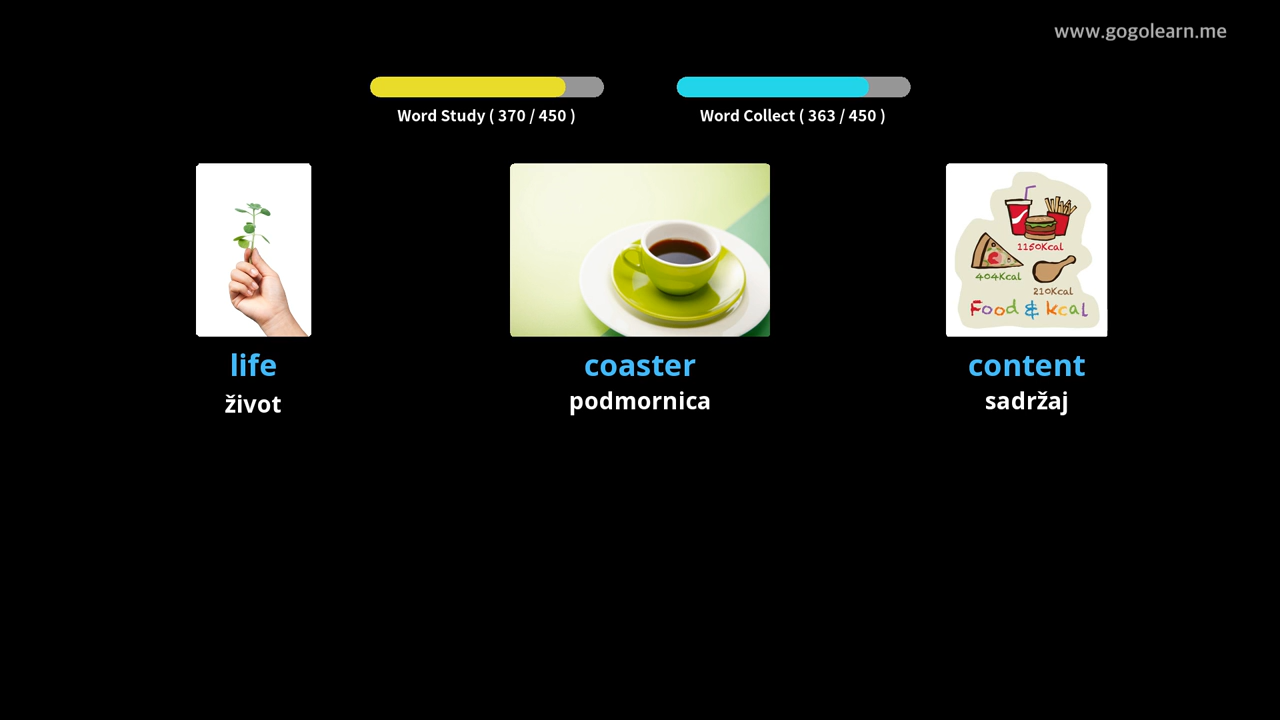 www.gogolearn.me
Word Study ( 370 / 450 )
Word Collect ( 363 / 450 )
1150Kcal
404Kcal
210Kcal
Food & kcal
life
coaster
content
život
podmornica
sadržaj